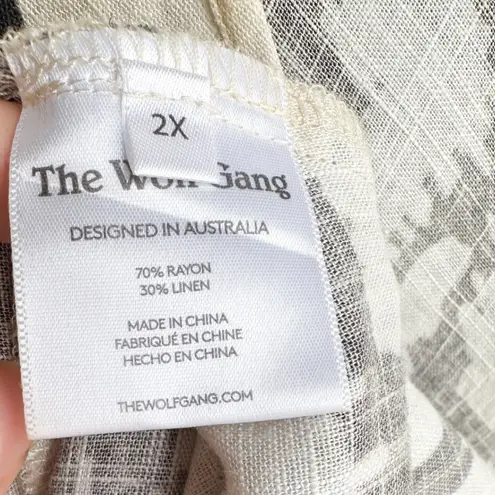 2X
The Wolf Gang
DESIGNED IN AUSTRALIA
70% RAYON
30% LINEN
MADE IN CHINA
FABRIQUÉ EN CHINE
HECHO EN CHINA
THEWOLFGANG.COM